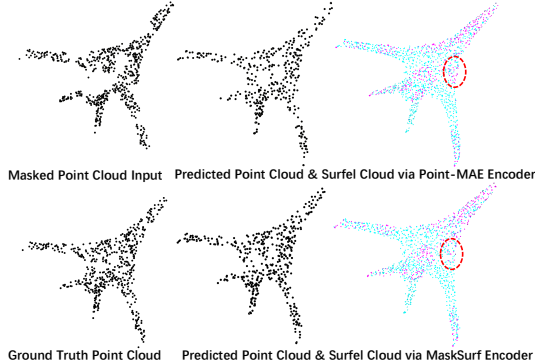 Masked Point Cloud Input
Predicted Point Cloud & Surfel Cloud via Point-MAE Encoder
Ground Truth Point Cloud
Predicted Point Cloud & Surfel Cloud via MaskSurf Encoder